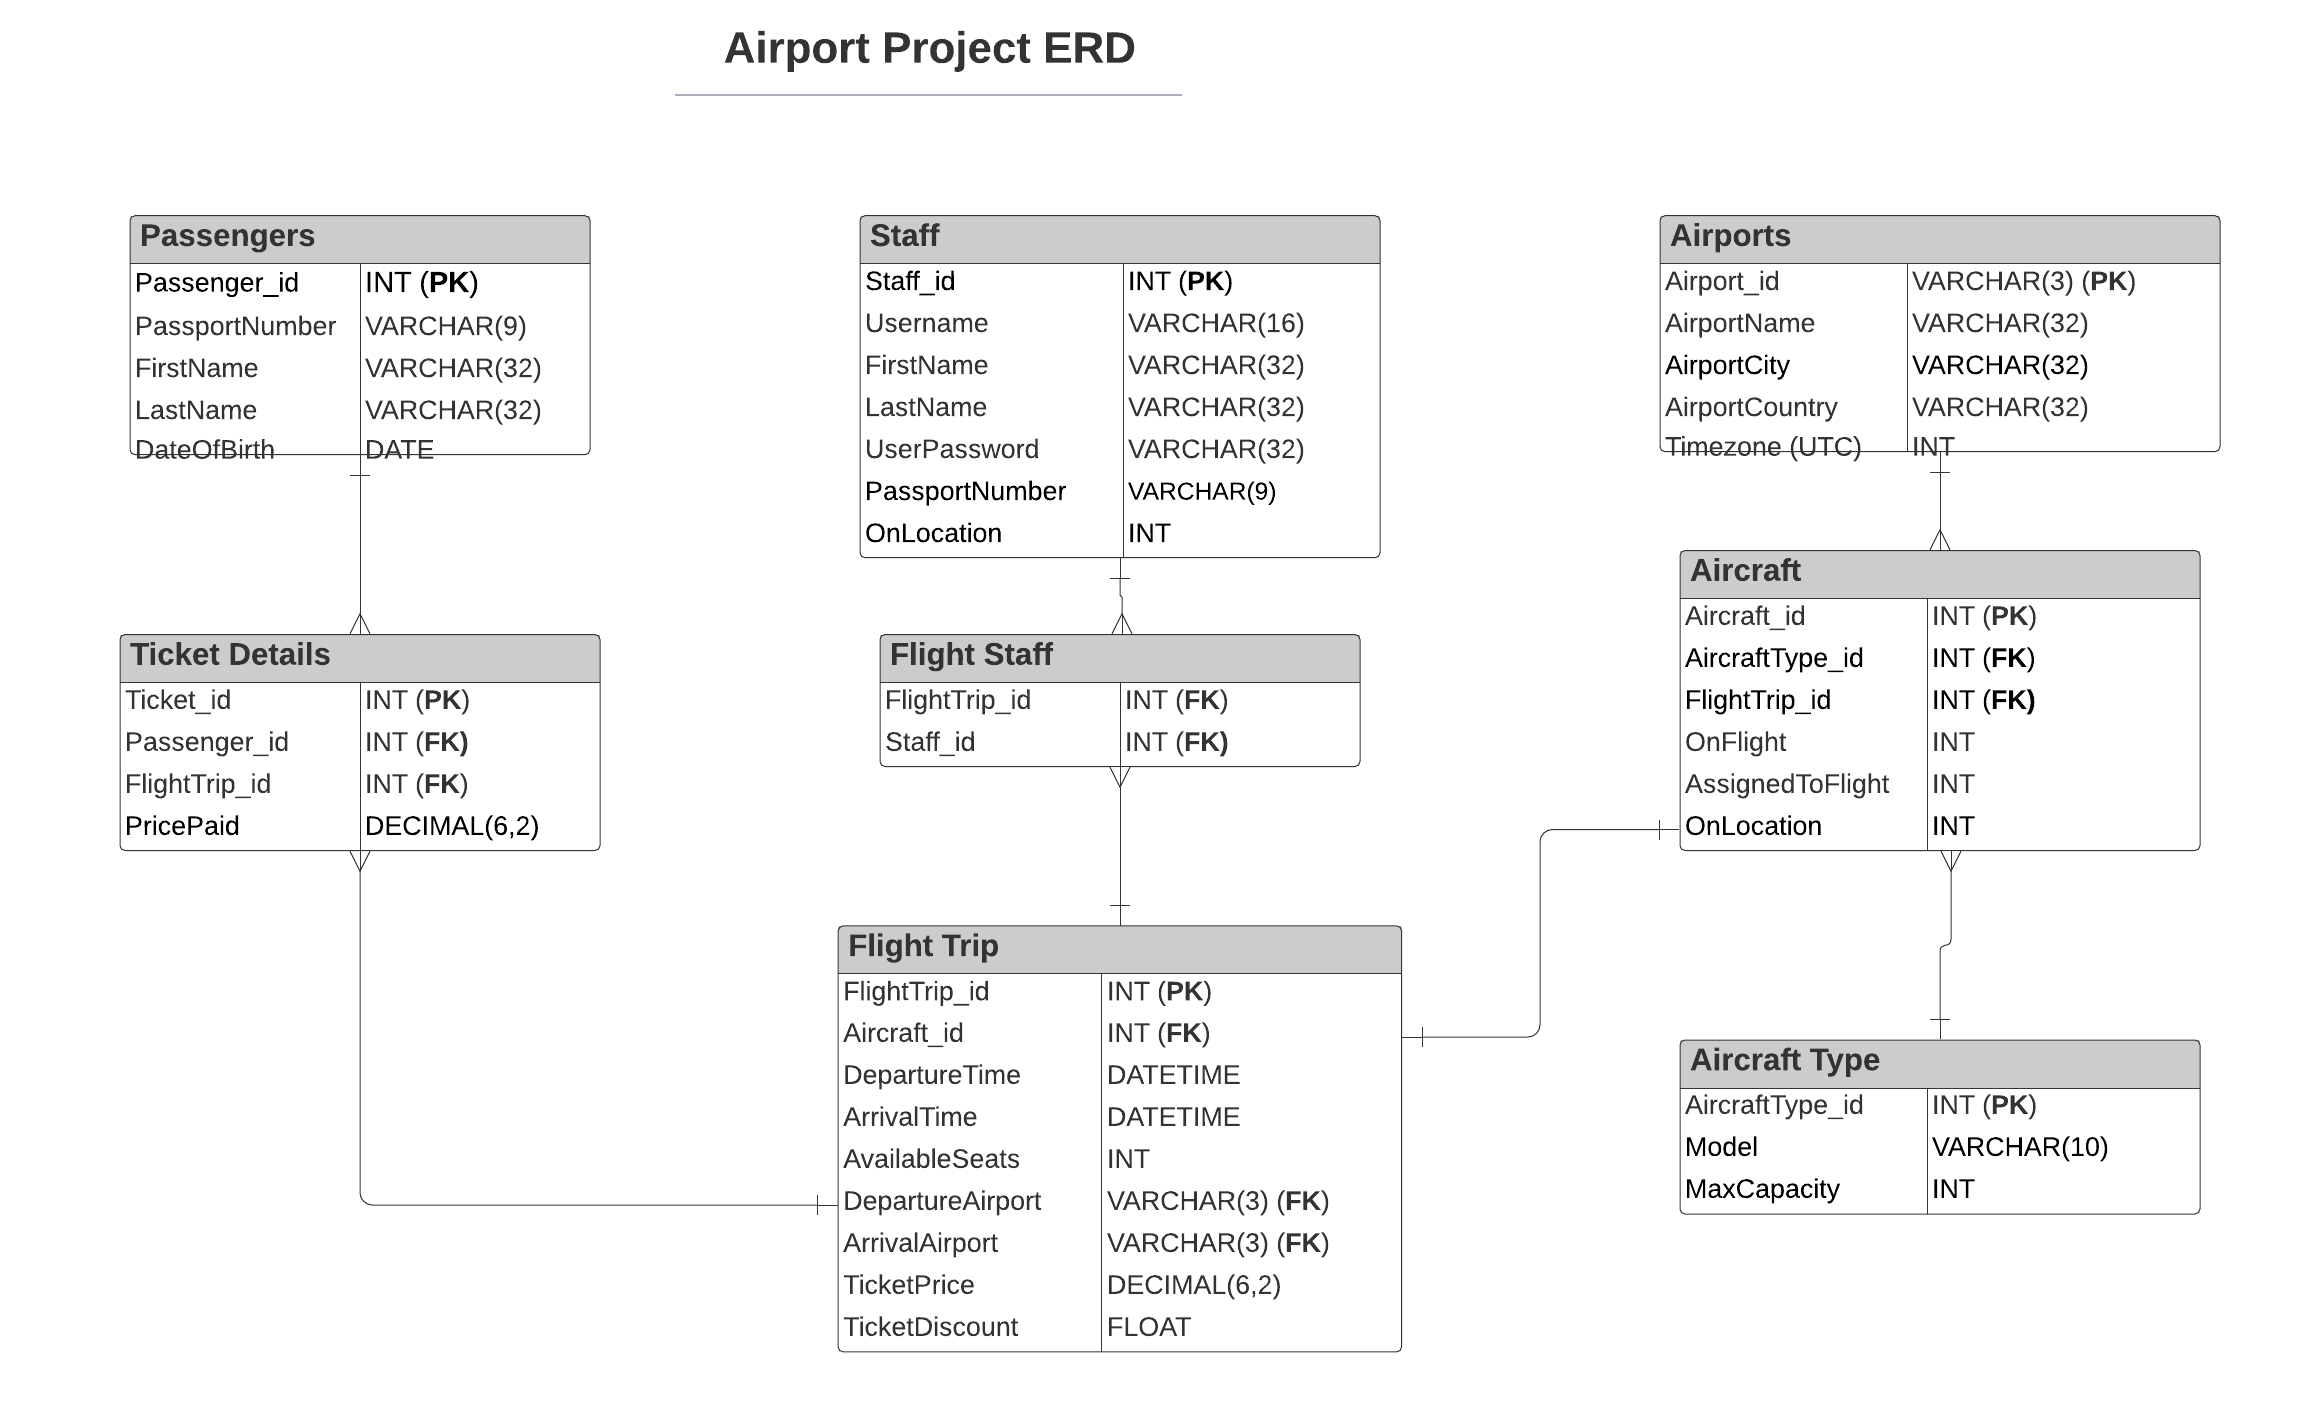 Airport Project ERD
Passengers
Passenger_id INT (PK)
PassportNumber VARCHAR(9)
FirstName VARCHAR(32)
LastName VARCHAR(32)
DateOfBirth DATE
Staff
Staff_id INT (PK)
Username VARCHAR(16)
FirstName VARCHAR(32)
LastName VARCHAR(32)
UserPassword VARCHAR(32)
PassportNumber VARCHAR(9)
OnLocation INT
Airports
Airport_id VARCHAR(3) (PK)
AirportName VARCHAR(32)
AirportCity VARCHAR(32)
AirportCountry VARCHAR(32)
Timezone (UTC) INT
Ticket Details
Ticket_id INT (PK)
Passenger_id INT (FK)
FlightTrip_id INT (FK)
PricePaid DECIMAL(6,2)
Flight Staff
FlightTrip_id INT (FK)
Staff_id INT (FK)
Aircraft
Aircraft_id INT (PK)
AircraftType_id INT (FK)
FlightTrip_id INT (FK)
OnFlight INT
AssignedToFlight INT
OnLocation INT
Flight Trip
FlightTrip_id INT (PK)
Aircraft_id INT (FK)
DepartureTime DATETIME
ArrivalTime DATETIME
AvailableSeats INT
DepartureAirport VARCHAR(3) (FK)
ArrivalAirport VARCHAR(3) (FK)
TicketPrice DECIMAL(6,2)
TicketDiscount FLOAT
Aircraft Type
AircraftType_id INT (PK)
Model VARCHAR(10)
MaxCapacity INT